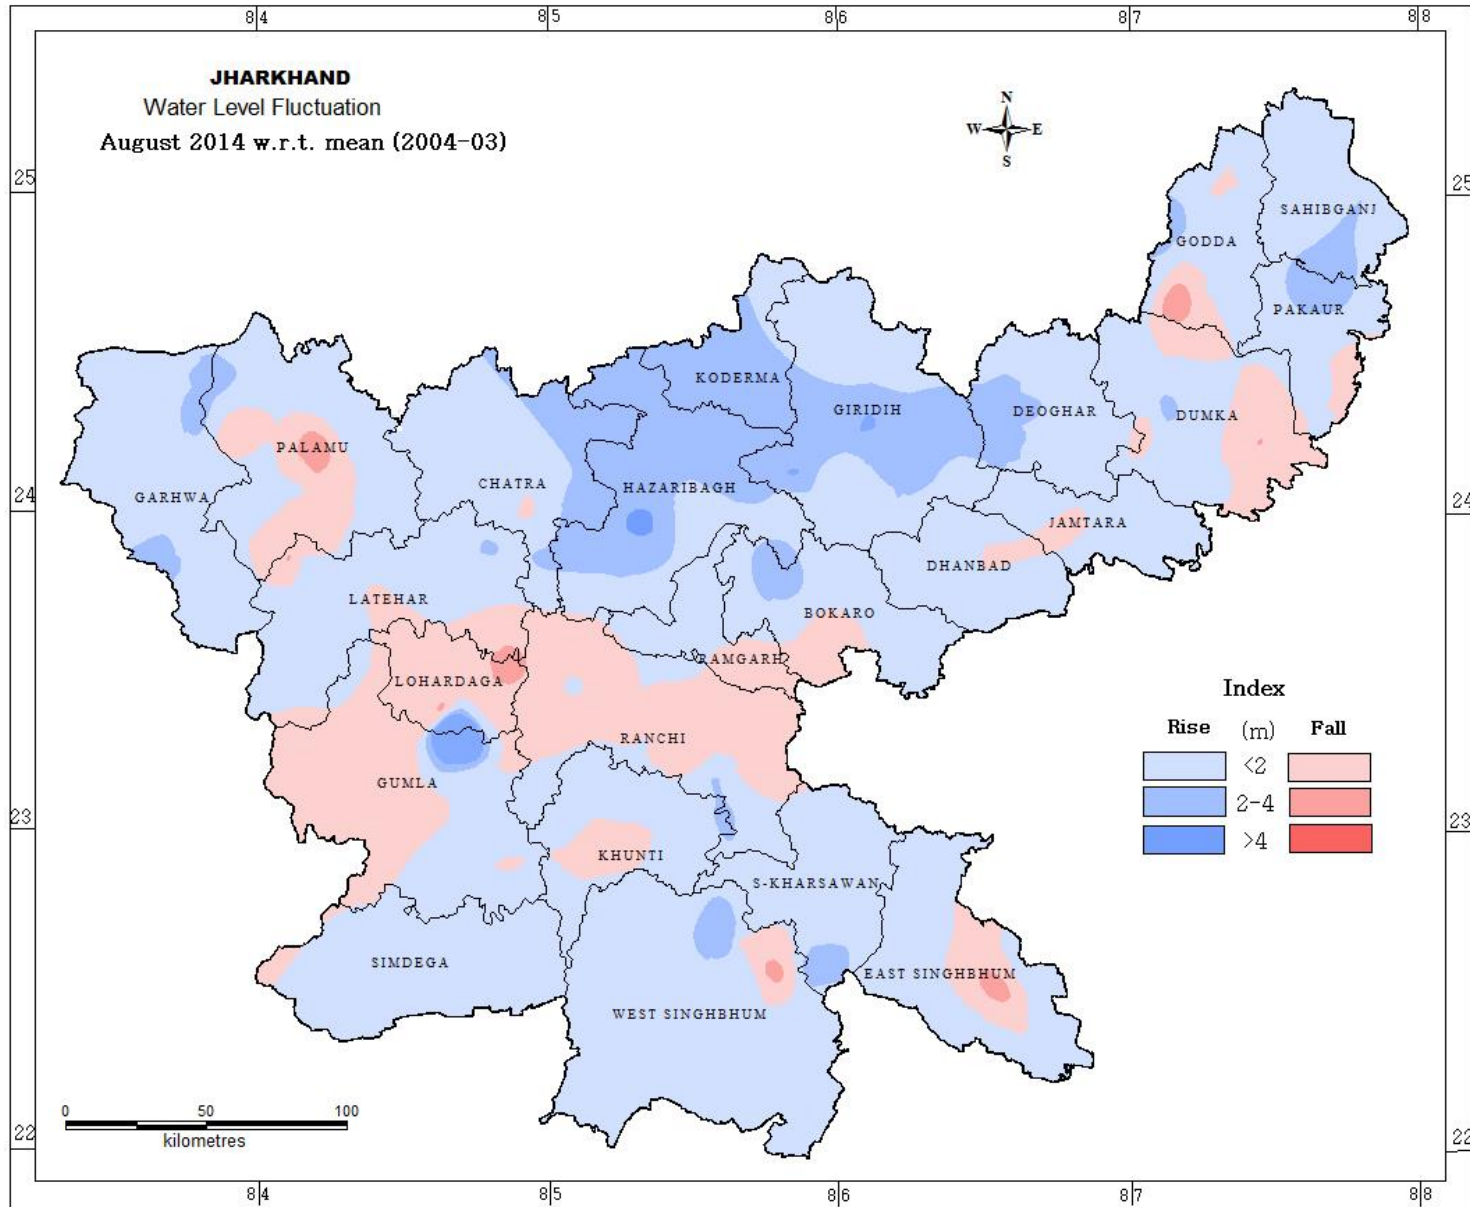 84 85 86 87 88
JHARKHAND
Water Level Fluctuation
August 2014 w.r.t. mean (2004-03)
N
W E
S
25 25
SAHIBGANJ
GODDA
PAKAUR
KODERMA
GIRIDIH
DEOGHAR
DUMKA
PALAMU
CHATRA
HAZARIBAGH
GARHWA
24 24
JAMTARA
DHANBAD
LATEHAR
BOKARO
RAMGARH
LOHARDAGA
RANCHI
GUMLA
Index
Rise (m) Fall
<2
2-4
>4
23 23
KHUNTI
S-KHARSAWAN
SIMDEGA
EAST SINGHBHUM
WEST SINGHBHUM
0 50 100
kilometres
22 22
84 85 86 87 88